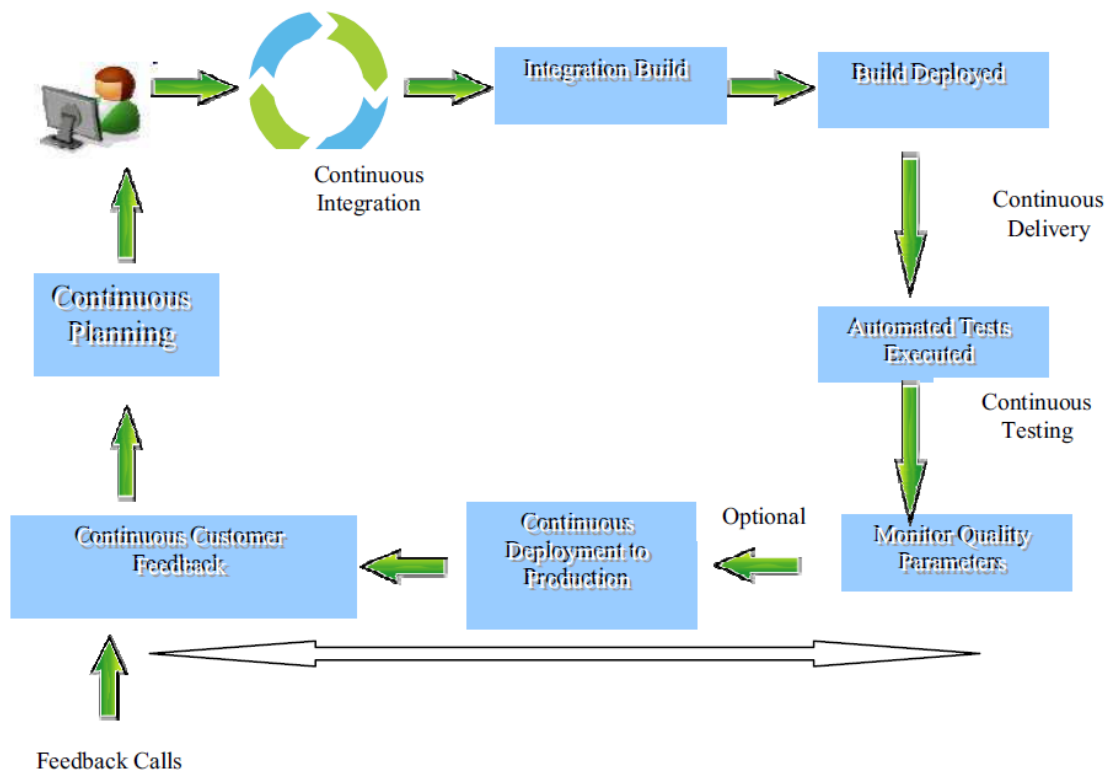 Integration Build
Build Deployed
Continuous
Integration
Continuous
Delivery
Continuous
Planning
Automated Tests
Executed
Continuous
Testing
Continuous Customer
Feedback
Continuous
Deployment to
Production
Optional
Monitor Quality
Parameters
Feedback Calls